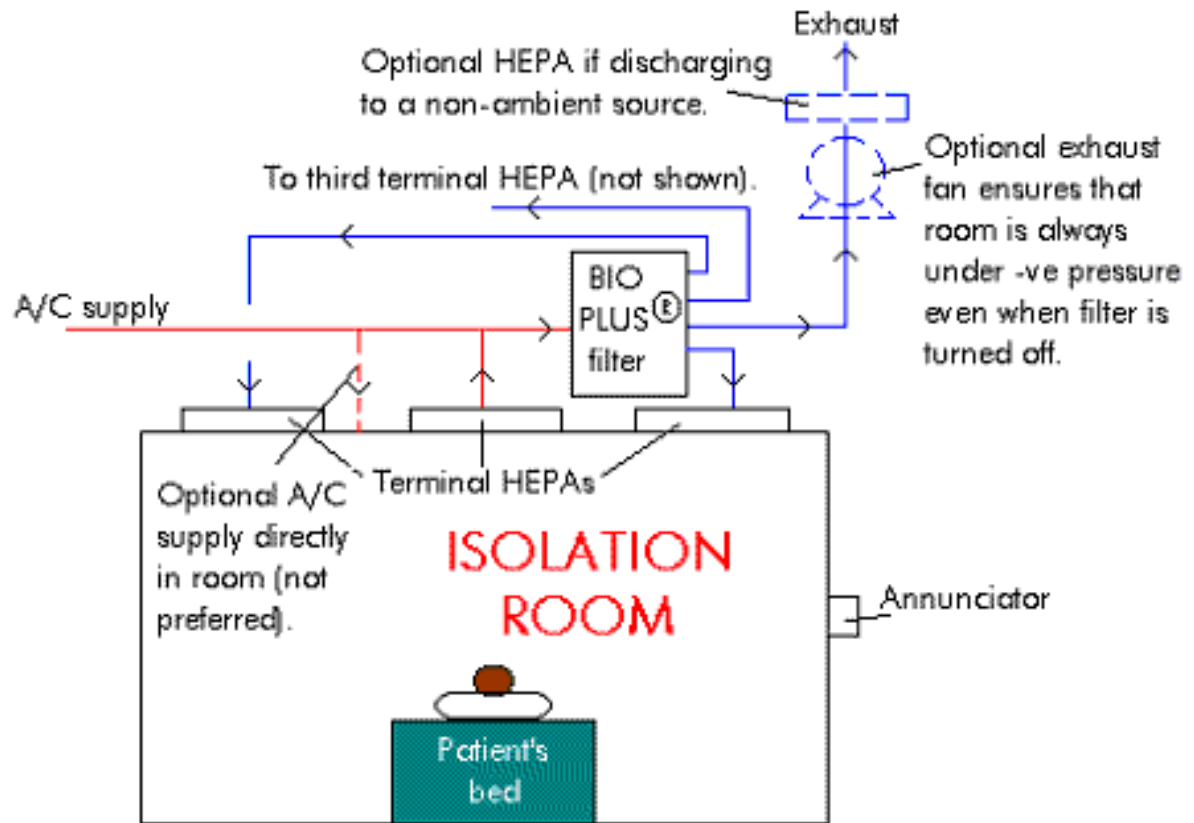 Exhaust
Optional HEPA if discharging
to a non-ambient source.
Optional exhaust
fan ensures that
room is always
under -ve pressure
even when filter is
turned off.
To third terminal HEPA (not shown).
A/C supply
BIO
PLUS®
filter
Terminal HEPAs
Optional A/C
supply directly
in room (not
preferred).
ISOLATION
ROOM
Annunciator
Patient's
bed